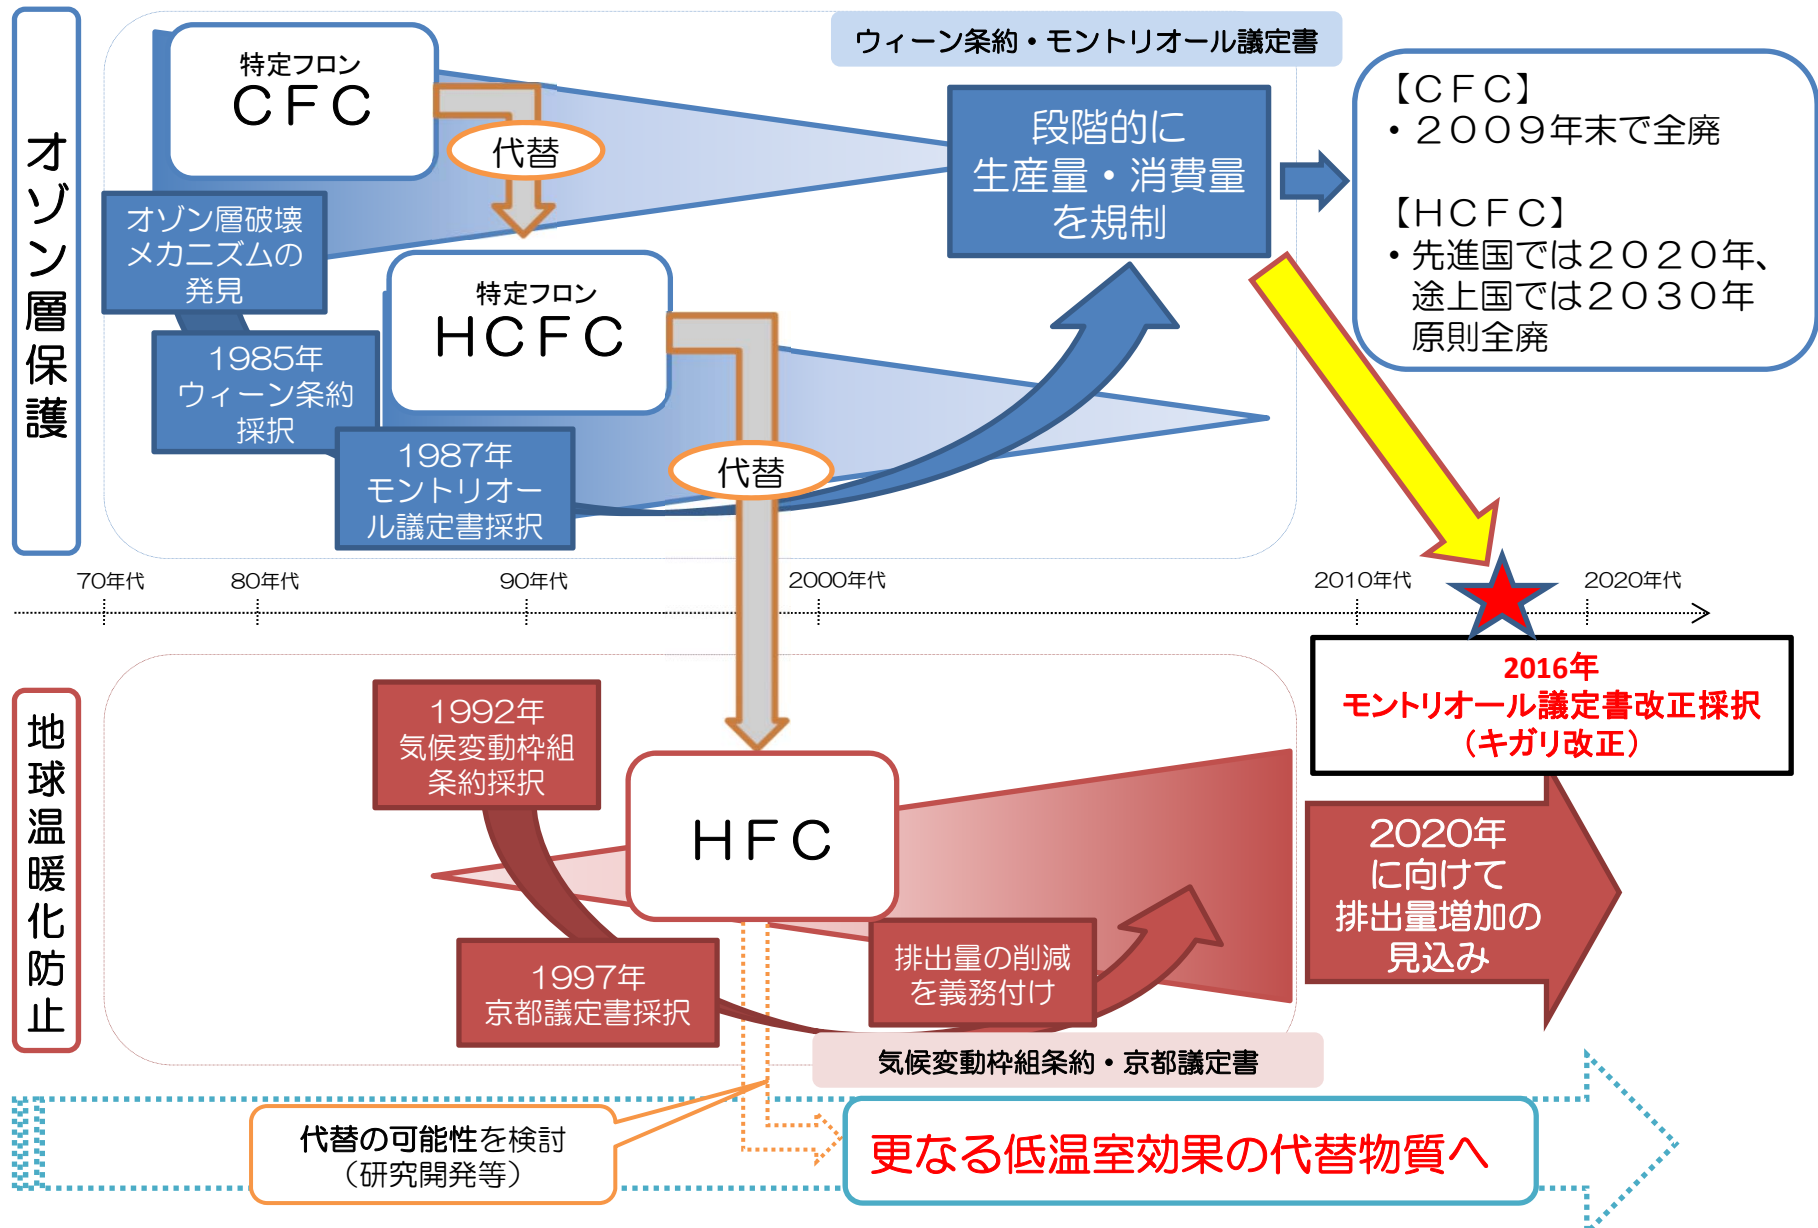 オゾン層保護
ウィーン条約・モントリオール議定書
特定フロン
ＣＦＣ
代替
オゾン層破壊
メカニズムの
発見
1985年
ウィーン条約
採択
1987年
モントリオー
ル議定書採択
特定フロン
ＨＣＦＣ
代替
段階的に
生産量・消費量
を規制
【ＣＦＣ】
・２００９年末で全廃
【ＨＣＦＣ】
・先進国では２０２０年、
途上国では２０３０年
原則全廃
70年代
80年代
90年代
2000年代
2010年代
2020年代
2016年
モントリオール議定書改正採択
（キガリ改正）
地球温暖化防止
1992年
気候変動枠組
条約採択
ＨＦＣ
1997年
京都議定書採択
排出量の削減
を義務付け
2020年
に向けて
排出量増加の
見込み
気候変動枠組条約・京都議定書
代替の可能性を検討
（研究開発等）
更なる低温室効果の代替物質へ